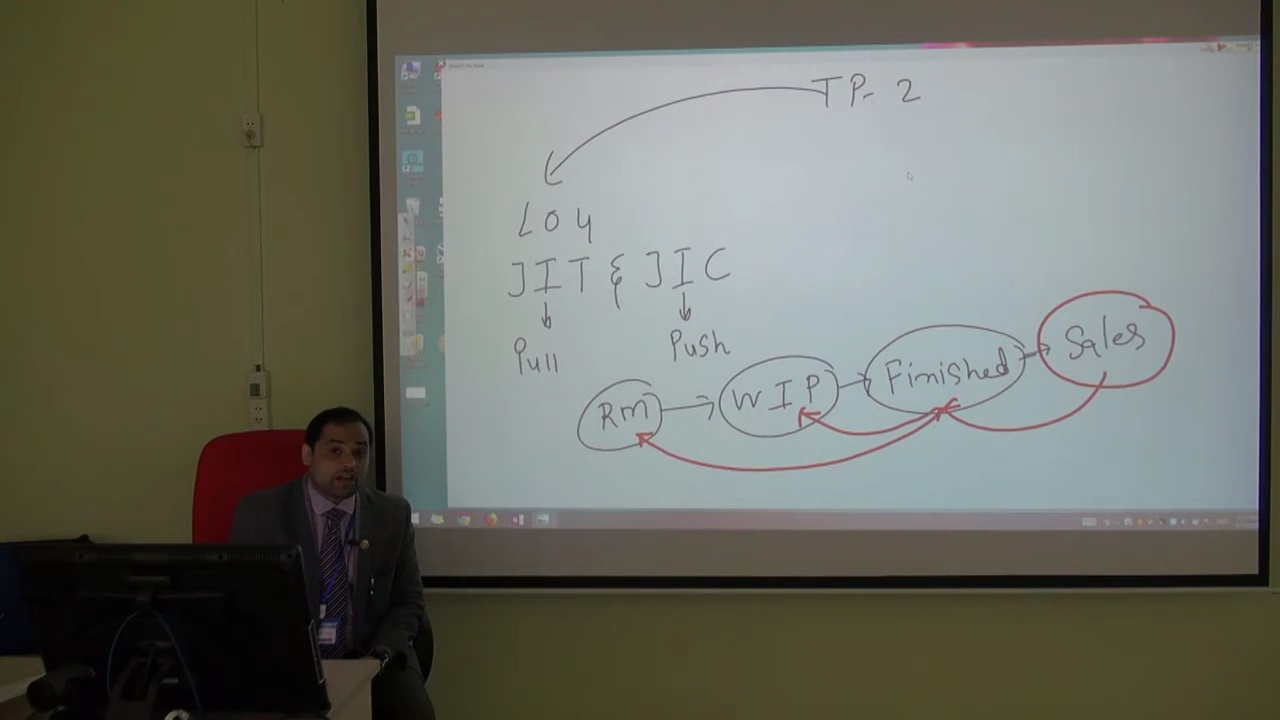 TP- 2
LO4
JIT & JIC
Pull
Push
RM
WIP
Finished
Sales